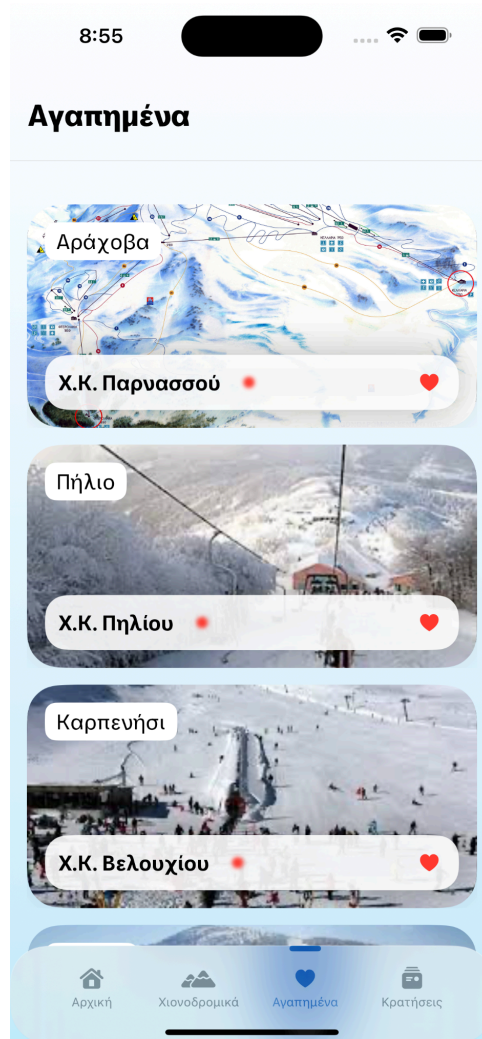 8:55
Αγαπημένα
Αράχοβα
Χ.Κ. Παρνασσού
Πήλιο
Χ.Κ. Πηλίου
Καρπενήσι
Χ.Κ. Βελουχίου
Αρχική
Χιονοδρομικά
Αγαπημένα
Κρατήσεις